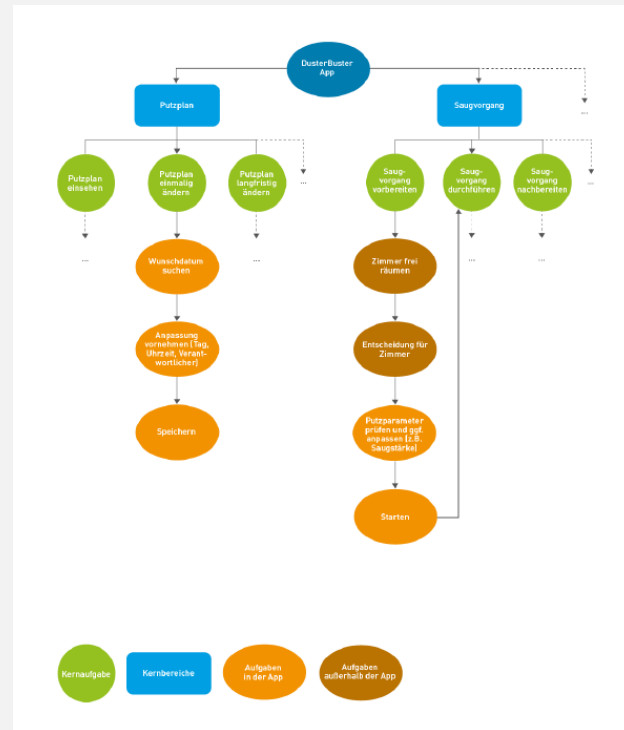 DusterBuster
App
Putzplan
Saugvorgang
...
Putzplan
einsehen
Putzplan
einmalig
ändern
Putzplan
langfristig
ändern
...
Saug-
vorgang
vorbereiten
Saug-
vorgang
durchführen
Saug-
vorgang
nachbereiten
...
...
Wunschdatum
suchen
...
Zimmer frei
räumen
...
...
Anpassung
vornehmen (Tag,
Uhrzeit, Verant-
wortlicher)
Entscheidung für
Zimmer
Speichern
Putzparameter
prüfen und ggf.
anpassen (z.B.
Saugstärke)
Starten
Kernaufgabe
Kernbereiche
Aufgaben
in der App
Aufgaben
außerhalb der App